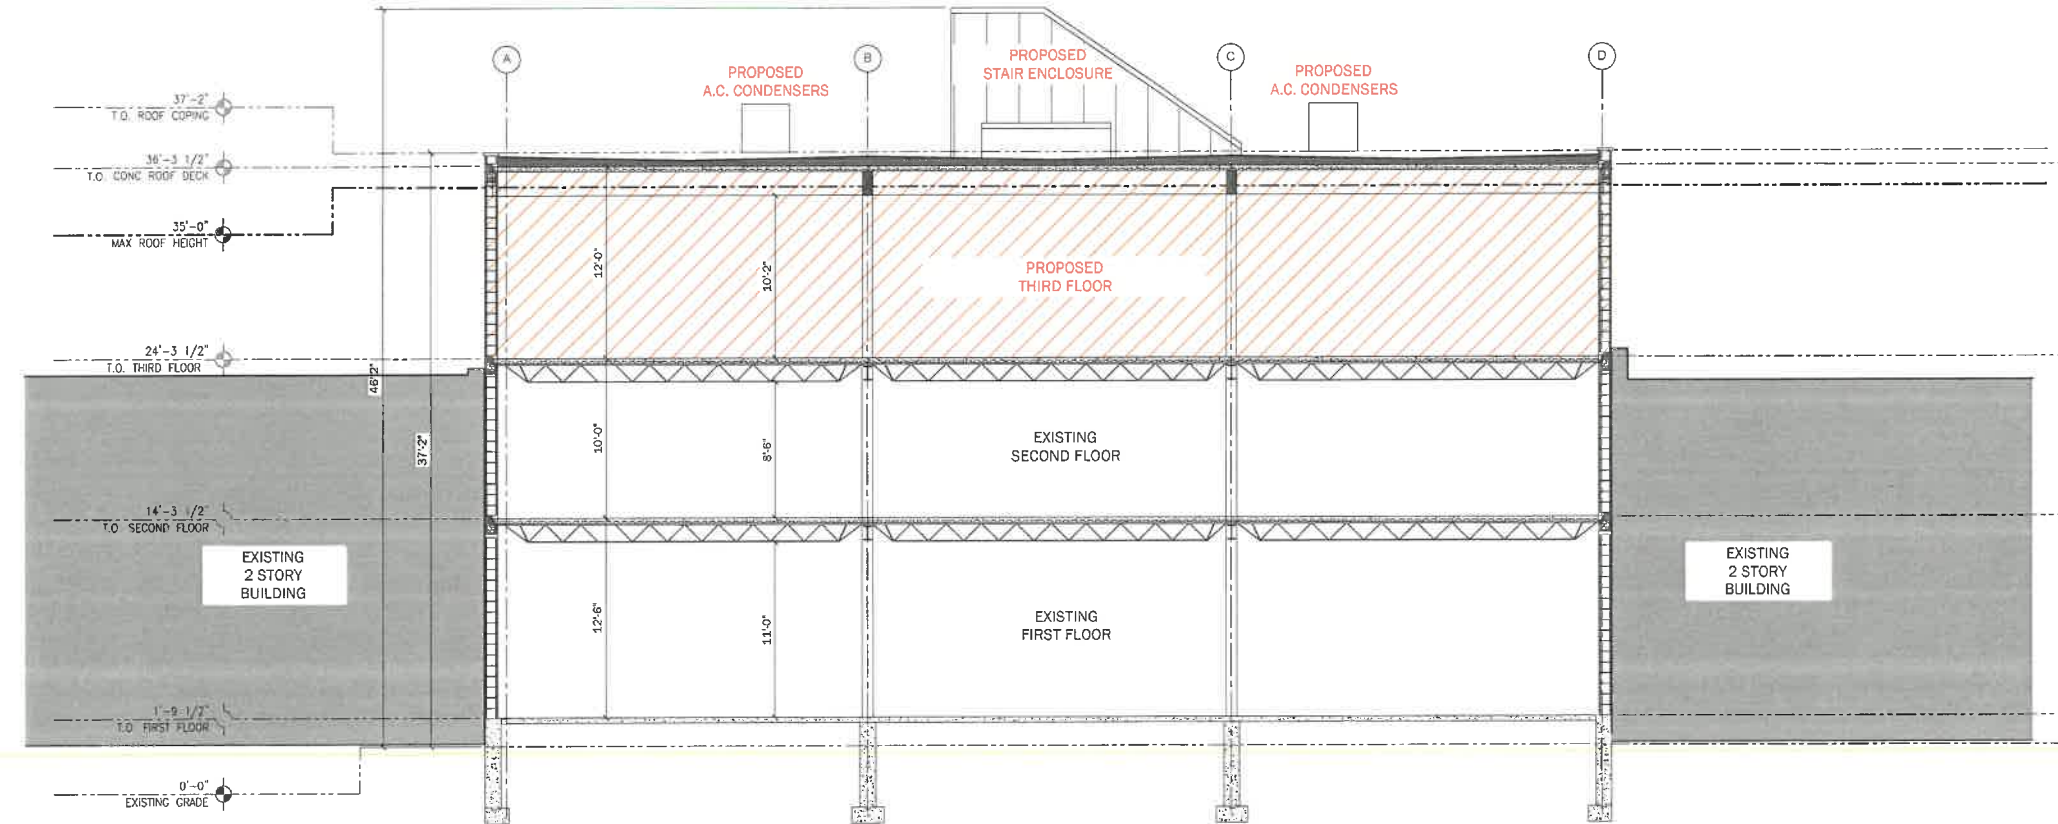 A
B
C
D
PROPOSED
STAIR ENCLOSURE
PROPOSED
A.C. CONDENSERS
PROPOSED
A.C. CONDENSERS
37'-2"
T.O. ROOF COPING
36'-3 1/2"
T.O. CONC ROOF DECK
35'-0"
MAX ROOF HEIGHT
12'-0"
10'-2"
PROPOSED
THIRD FLOOR
24'-3 1/2"
T.O. THIRD FLOOR
46'2"
37'-2"
10'-0"
8'-6"
EXISTING
SECOND FLOOR
14'-3 1/2"
T.O SECOND FLOOR
EXISTING
2 STORY
BUILDING
EXISTING
2 STORY
BUILDING
12'-6"
11'-0"
EXISTING
FIRST FLOOR
1'-9 1/2"
T.O FIRST FLOOR
0'-0"
EXISTING GRADE